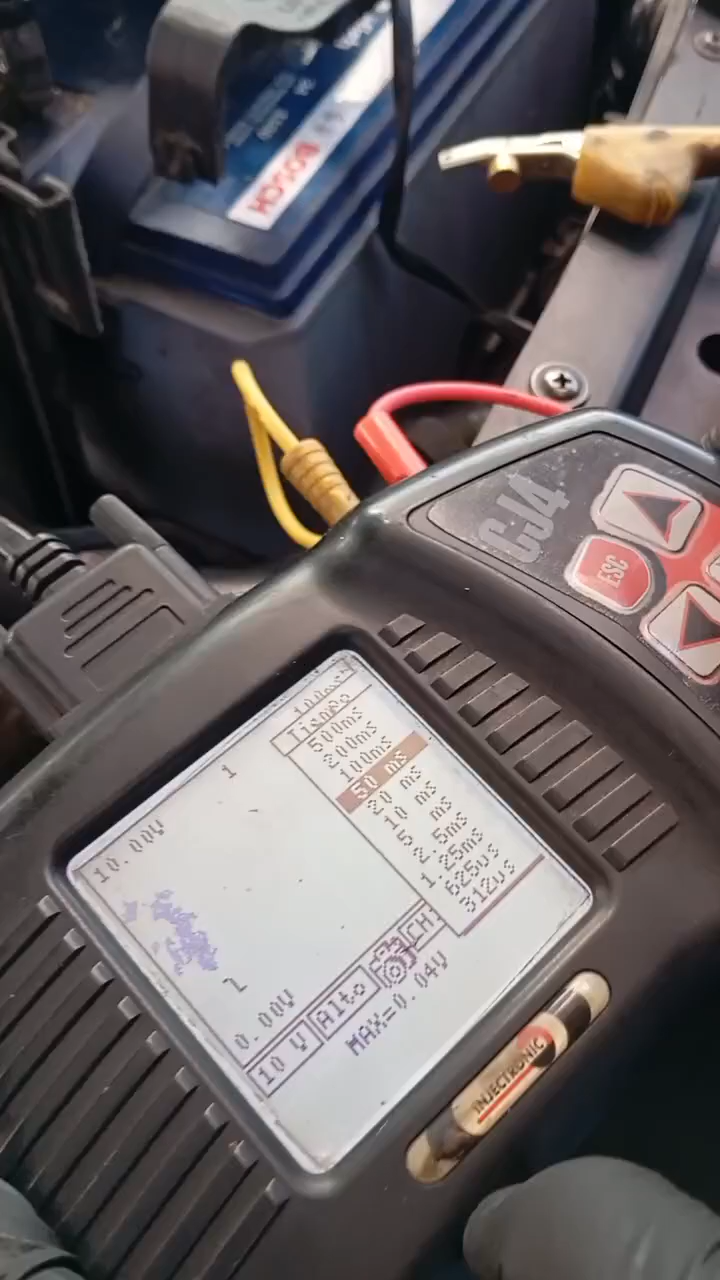 BOSCH
CJ4
ESC
100ms
Tiempo
500ms
200ms
100ms
50 ms
20 ms
10 ms
5 ms
2.5ms
1.25ms
625us
312us
1
10.00V
0.00V
10 V
Alto
CH
MAX=0.04V
INJECTRONIC